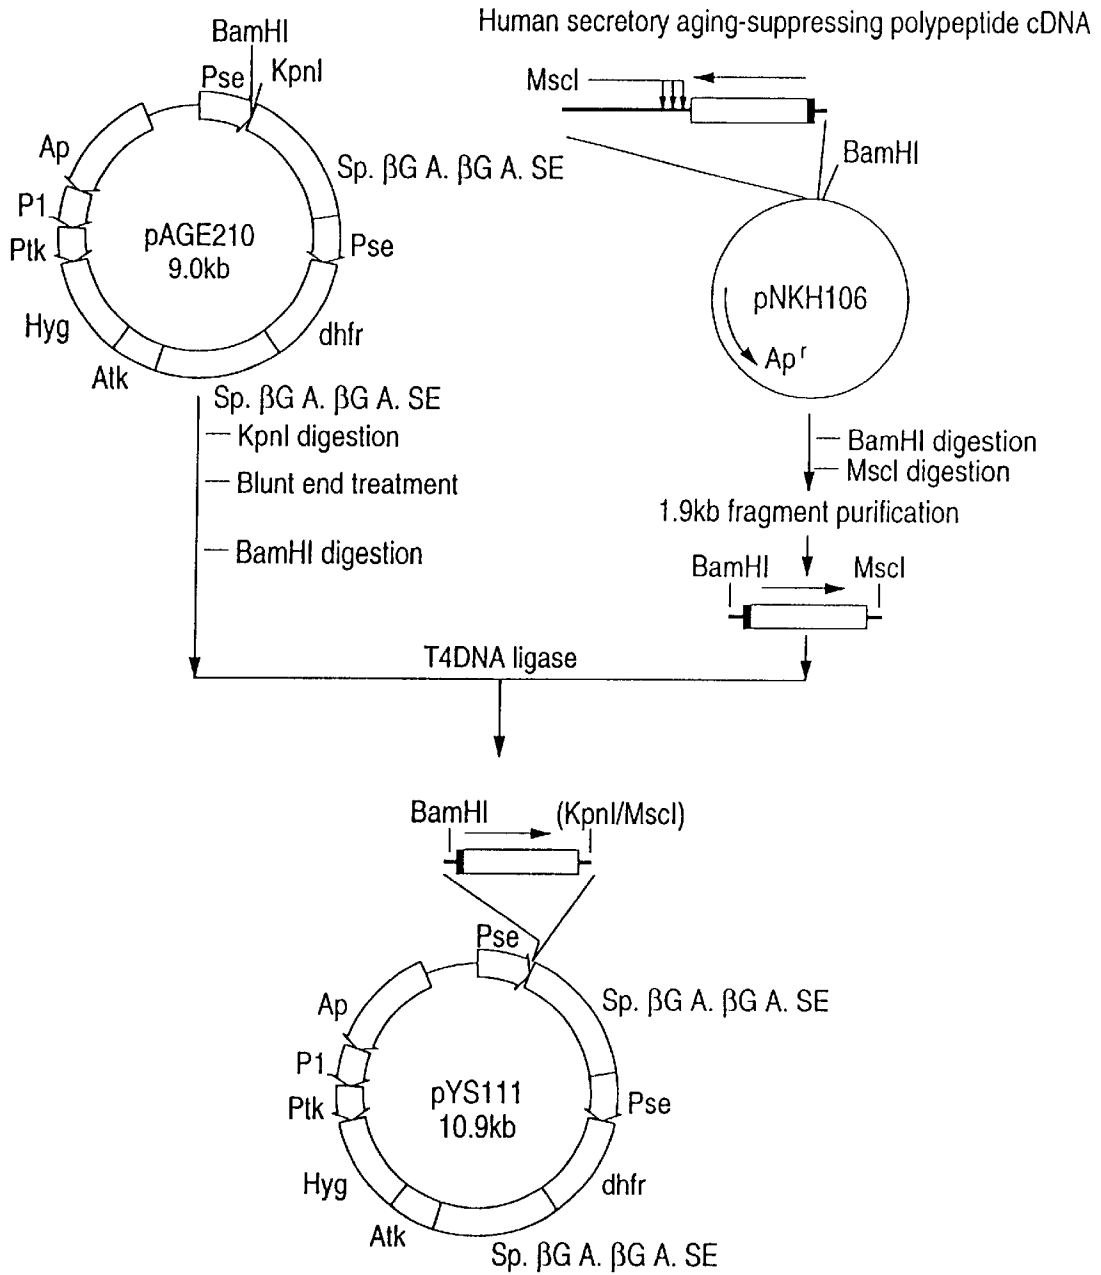 Human secretory aging-suppressing polypeptide cDNA
BamHI
Pse
KpnI
MscI
Ap
Sp. βG A. βG A. SE
BamHI
P1
Ptk
pAGE210
9.0kb
Pse
pNKH106
Hyg
dhfr
Ap r
Atk
Sp. βG A. βG A. SE
KpnI digestion
Blunt end treatment
BamHI digestion
BamHI digestion
MscI digestion
1.9kb fragment purification
BamHI
MscI
T4DNA ligase
BamHI
(KpnI/MscI)
Pse
Ap
Sp. βG A. βG A. SE
P1
Ptk
pYS111
10.9kb
Pse
Hyg
dhfr
Atk
Sp. βG A. βG A. SE